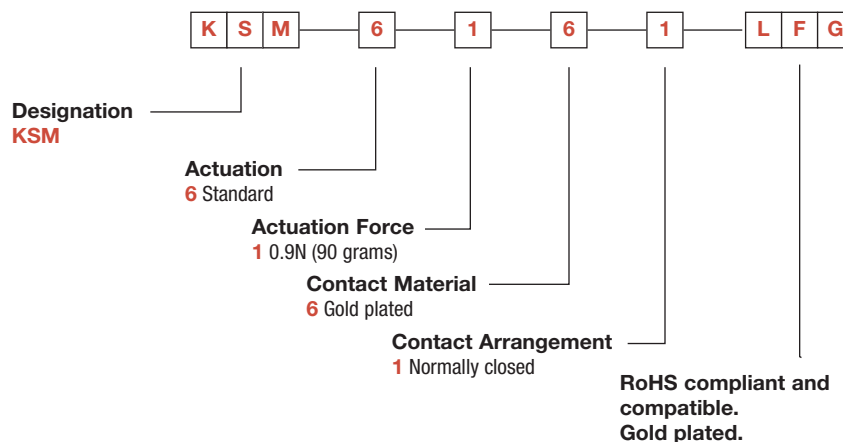 K S M 6 1 6 1 L F G
Designation
KSM
Actuation
6 Standard
Actuation Force
1 0.9N (90 grams)
Contact Material
6 Gold plated
Contact Arrangement
1 Normally closed
RoHS compliant and
compatible.
Gold plated.